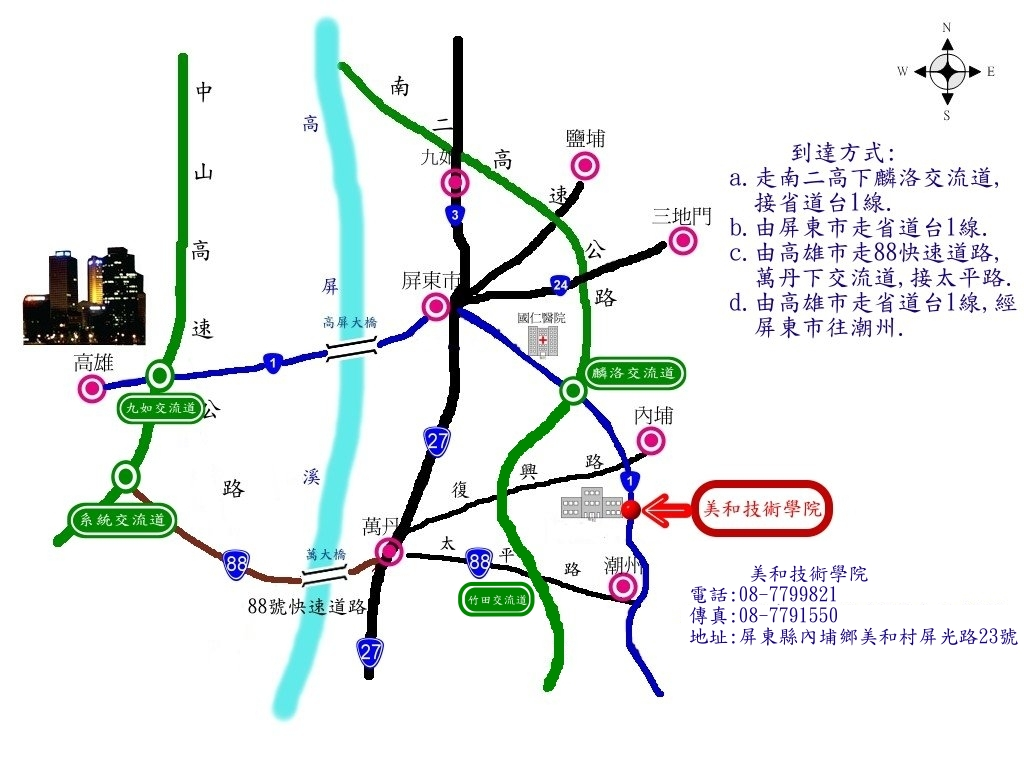 N
W
E
S
中山高速公路
高屏溪
南二高速公路
九如
3
鹽埔
三地門
24
屏東市
高屏大橋
國仁醫院
高雄
1
九如交流道
麟洛交流道
內埔
27
復興路
1
美和技術學院
系統交流道
88
萬大橋
萬丹
太平路
88
潮州
竹田交流道
88號快速道路
27
到達方式:
a.走南二高下麟洛交流道,
接省道台1線.
b.由屏東市走省道台1線.
c.由高雄市走88快速道路,
萬丹下交流道,接太平路.
d.由高雄市走省道台1線,經
屏東市往潮州.
美和技術學院
電話:08-7799821
傳真:08-7791550
地址:屏東縣內埔鄉美和村屏光路23號